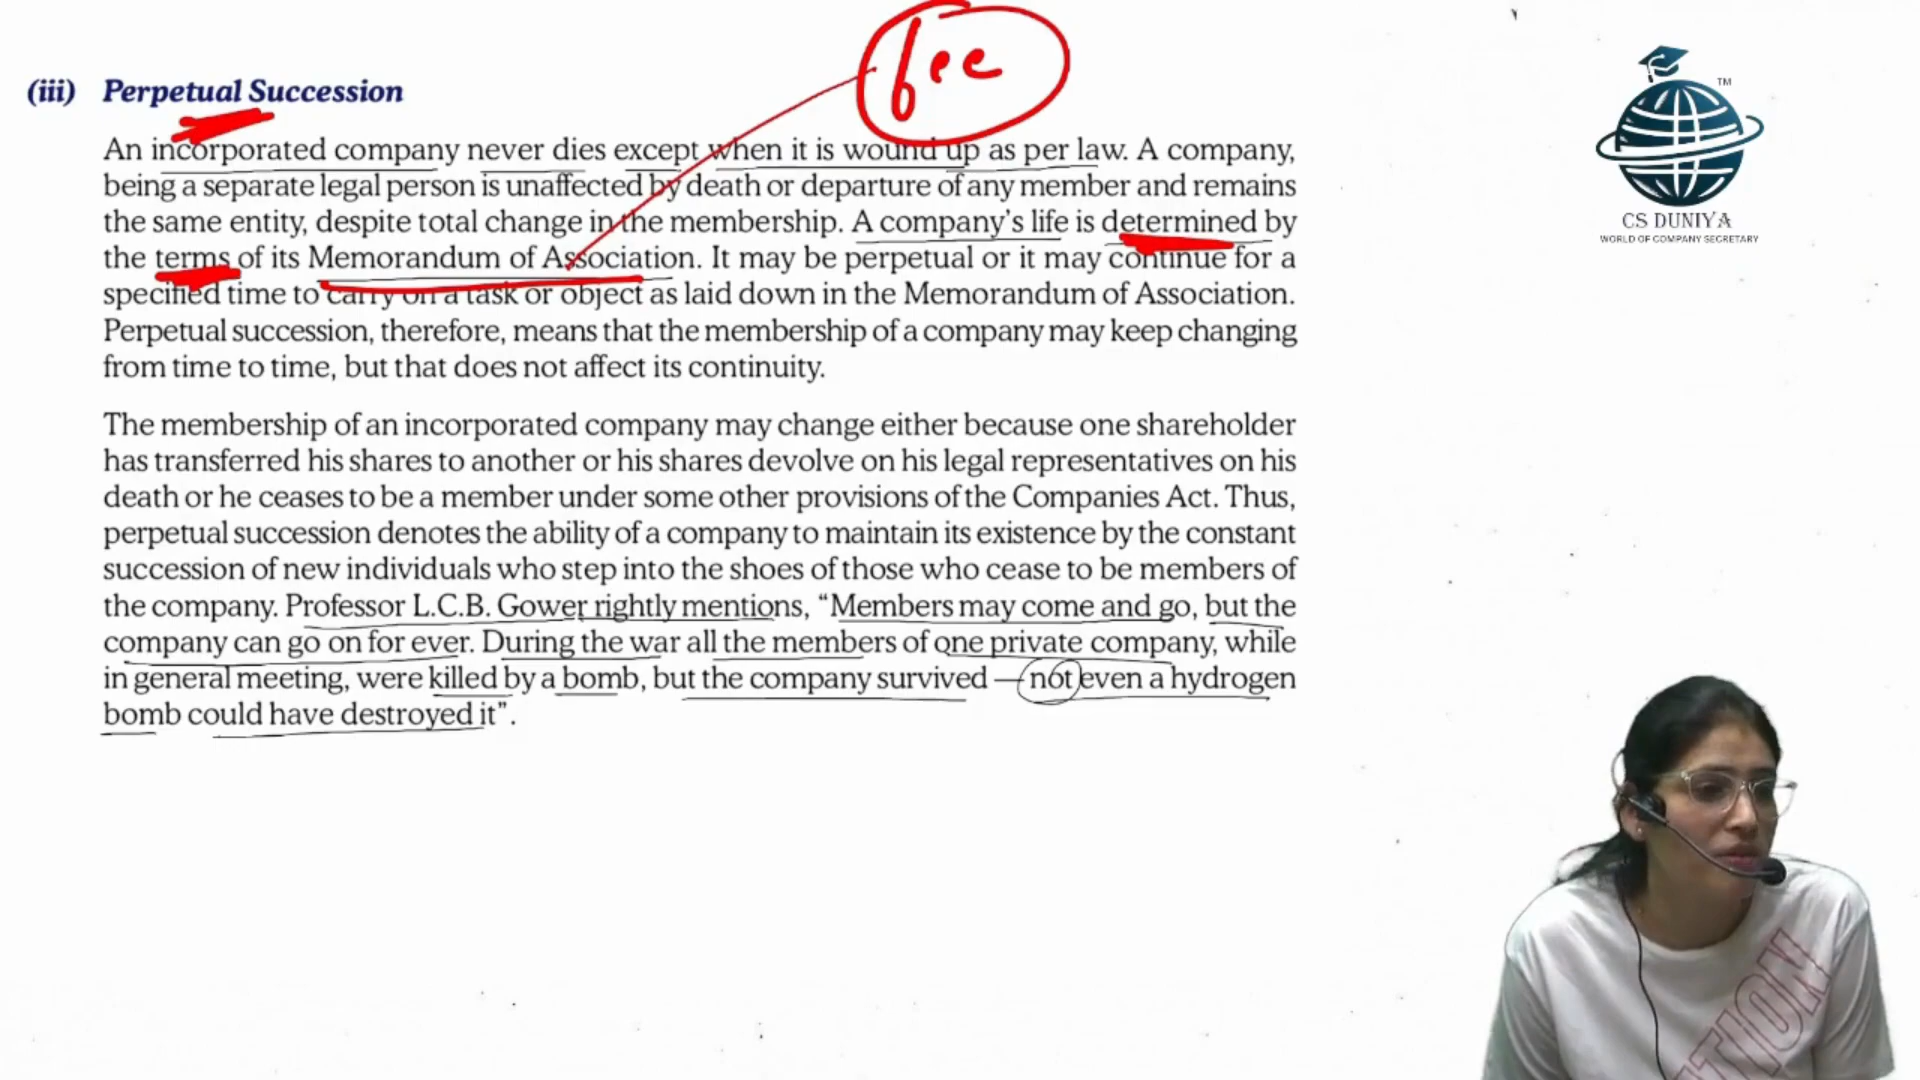 fee
(iii) Perpetual Succession
An incorporated company never dies except when it is wound up as per law. A company,
being a separate legal person is unaffected by death or departure of any member and remains
the same entity, despite total change in the membership. A company’s life is determined by
the terms of its Memorandum of Association. It may be perpetual or it may continue for a
specified time to carry on a task or object as laid down in the Memorandum of Association.
Perpetual succession, therefore, means that the membership of a company may keep changing
from time to time, but that does not affect its continuity.
The membership of an incorporated company may change either because one shareholder
has transferred his shares to another or his shares devolve on his legal representatives on his
death or he ceases to be a member under some other provisions of the Companies Act. Thus,
perpetual succession denotes the ability of a company to maintain its existence by the constant
succession of new individuals who step into the shoes of those who cease to be members of
the company. Professor L.C.B. Gower rightly mentions, “Members may come and go, but the
company can go on for ever. During the war all the members of one private company, while
in general meeting, were killed by a bomb, but the company survived — not even a hydrogen
bomb could have destroyed it”.
TM
CS DUNIYA
WORLD OF COMPANY SECRETARY